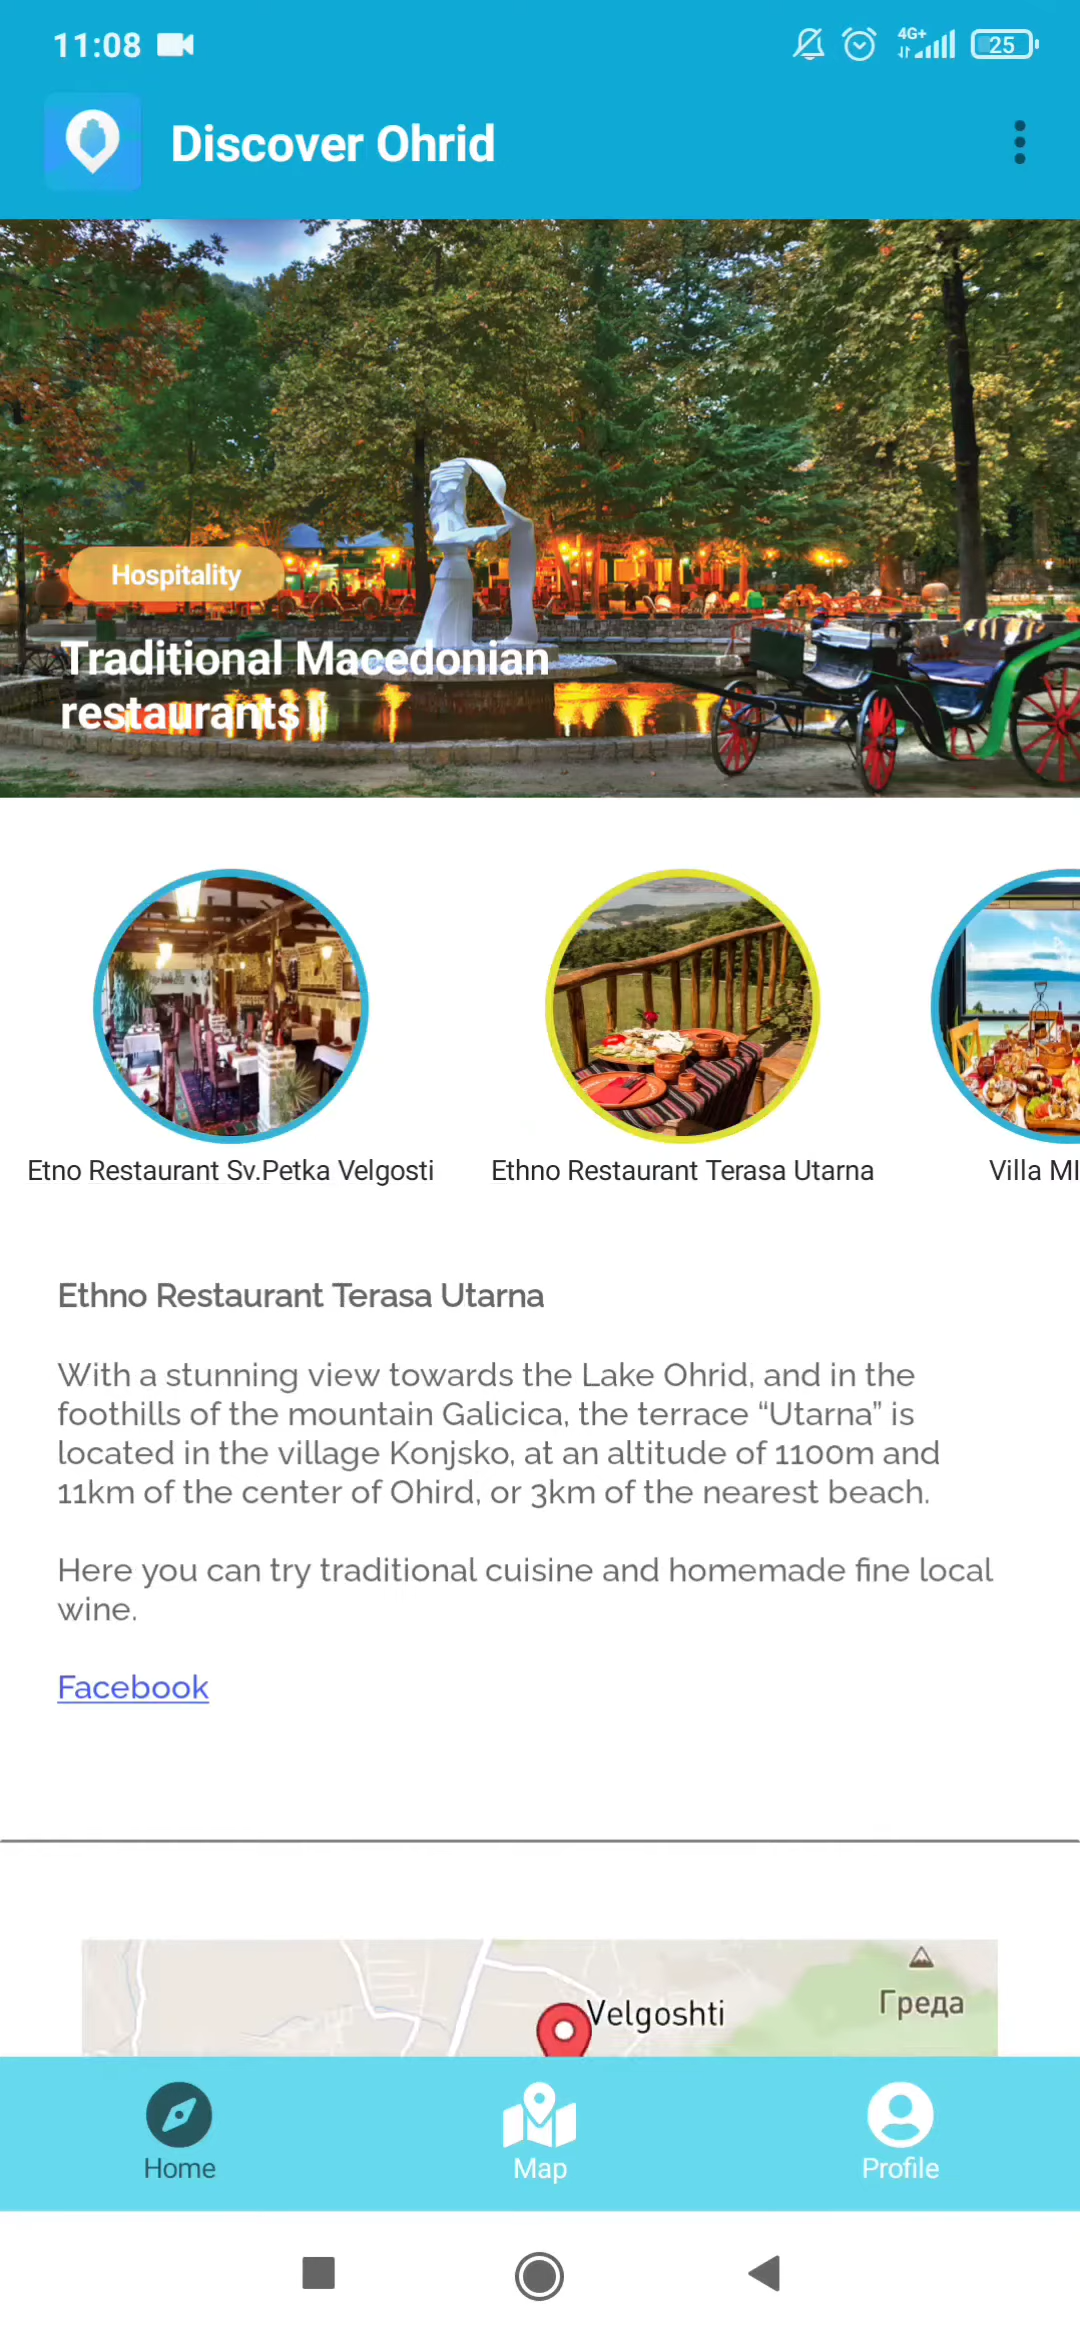 11:08
4G+
25
Discover Ohrid
Hospitality
Traditional Macedonian
restaurants
Etno Restaurant Sv.Petka Velgosti
Ethno Restaurant Terasa Utarna
Villa MI
Ethno Restaurant Terasa Utarna
With a stunning view towards the Lake Ohrid, and in the
foothills of the mountain Galicica, the terrace “Utarna” is
located in the village Konjsko, at an altitude of 1100m and
11km of the center of Ohird, or 3km of the nearest beach.
Here you can try traditional cuisine and homemade fine local
wine.
Facebook
Velgoshti
Греда
Home
Map
Profile